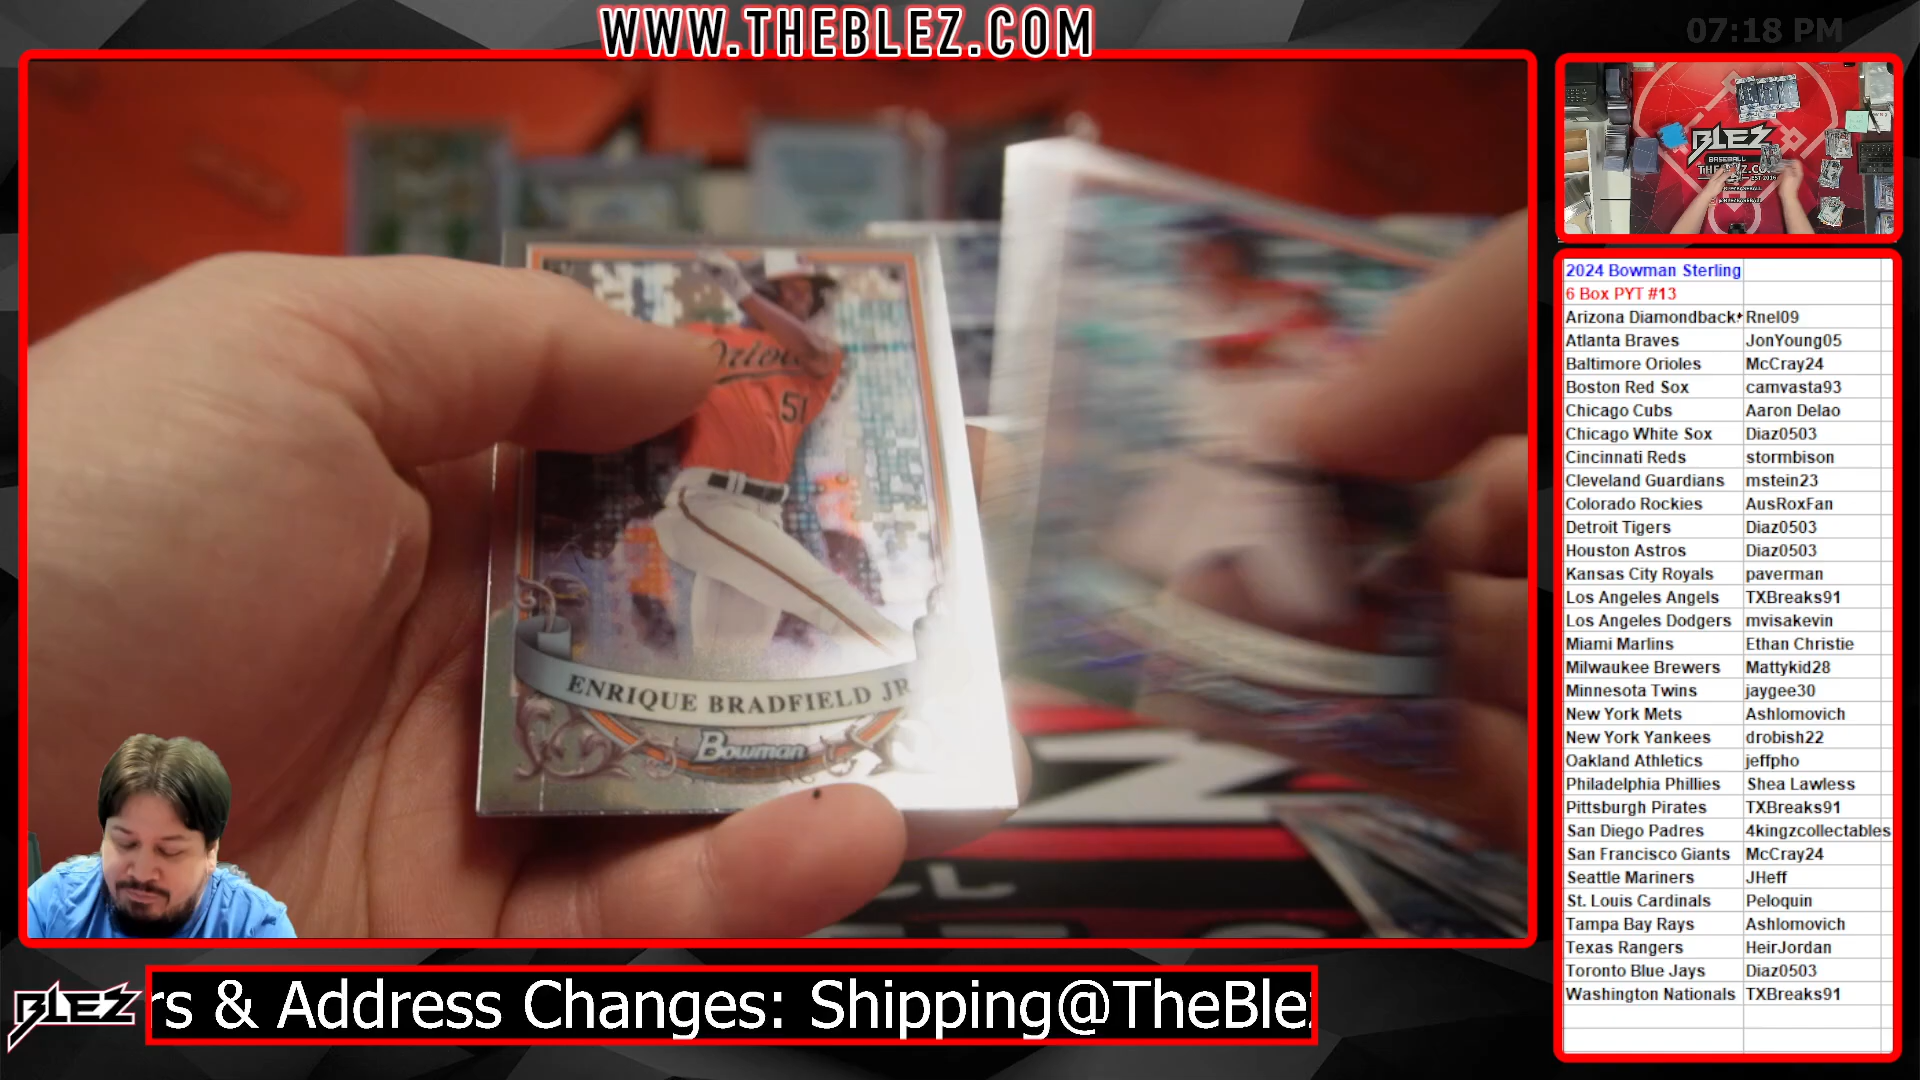 WWW.THEBLEZ.COM
07:18 PM
Orio
51
ENRIQUE BRADFIELD JR
Bowman
BLEZ
BASEBALL
2024 Bowman Sterling
6 Box PYT #13
Arizona Diamondback Rnel09
Atlanta Braves JonYoung05
Baltimore Orioles McCray24
Boston Red Sox camvasta93
Chicago Cubs Aaron Delao
Chicago White Sox Diaz0503
Cincinnati Reds stormbison
Cleveland Guardians mstein23
Colorado Rockies AusRoxFan
Detroit Tigers Diaz0503
Houston Astros Diaz0503
Kansas City Royals paverman
Los Angeles Angels TXBreaks91
Los Angeles Dodgers mvisakevin
Miami Marlins Ethan Christie
Milwaukee Brewers Mattykid28
Minnesota Twins jaygee30
New York Mets Ashlomovich
New York Yankees drobish22
Oakland Athletics jeffpho
Philadelphia Phillies Shea Lawless
Pittsburgh Pirates TXBreaks91
San Diego Padres 4kingzcollectables
San Francisco Giants McCray24
Seattle Mariners JHeff
St. Louis Cardinals Peloquin
Tampa Bay Rays Ashlomovich
Texas Rangers HeirJordan
Toronto Blue Jays Diaz0503
Washington Nationals TXBreaks91
BLEZ
rs & Address Changes: Shipping@TheBlez